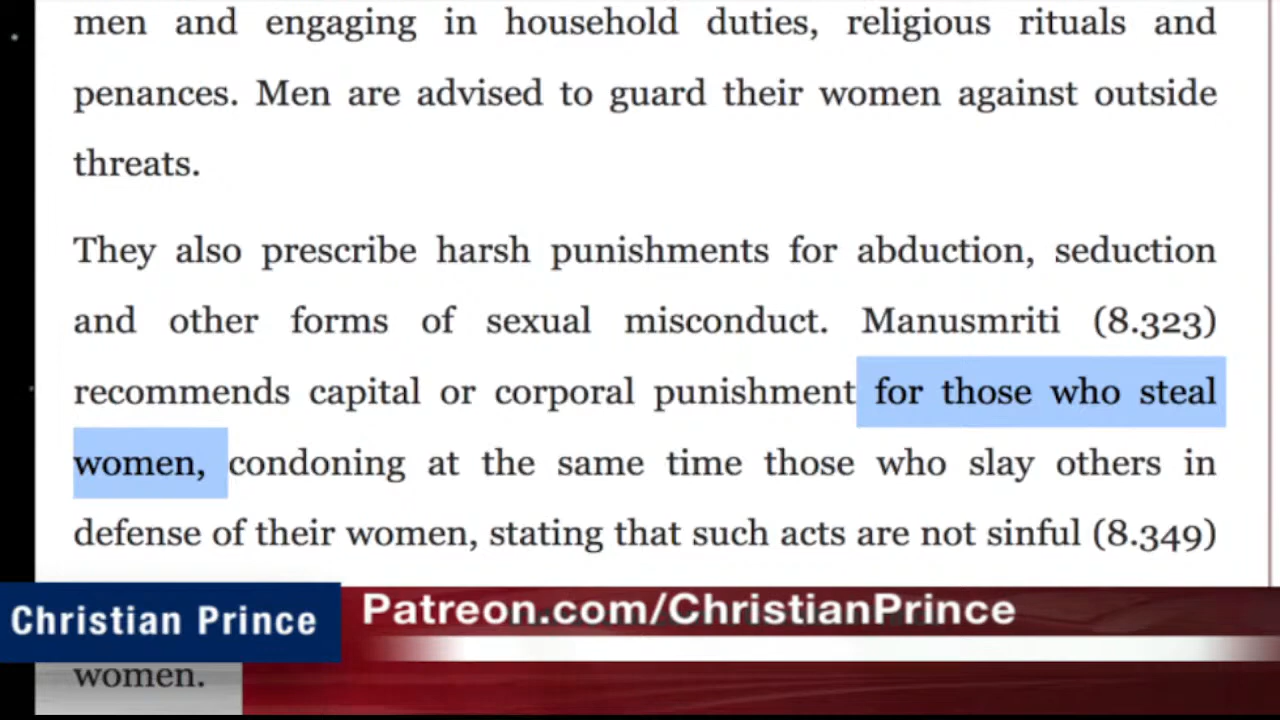 men and engaging in household duties, religious rituals and
penances. Men are advised to guard their women against outside
threats.
They also prescribe harsh punishments for abduction, seduction
and other forms of sexual misconduct. Manusmriti (8.323)
recommends capital or corporal punishment for those who steal
women, condoning at the same time those who slay others in
defense of their women, stating that such acts are not sinful (8.349)
Christian Prince
Patreon.com/ChristianPrince
women.